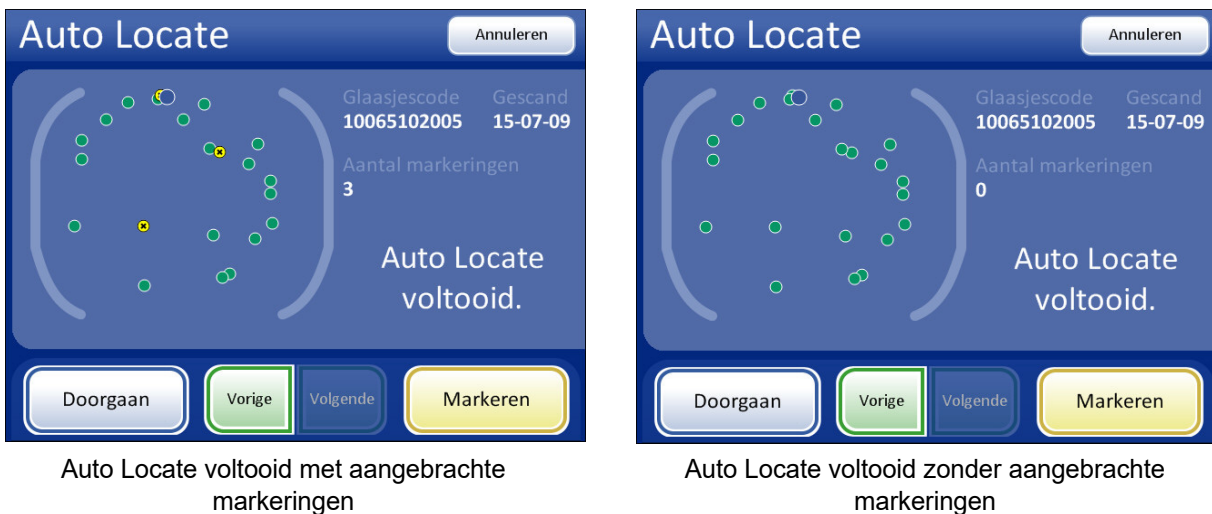 Auto Locate
Annuleren
Glaasjescode Gescand
10065102005 15-07-09
Aantal markeringen
3
Auto Locate
voltooid.
Doorgaan
Vorige
Volgende
Markeren
Auto Locate voltooid met aangebrachte
markeringen
Auto Locate
Annuleren
Glaasjescode Gescand
10065102005 15-07-09
Aantal markeringen
0
Auto Locate
voltooid.
Doorgaan
Vorige
Volgende
Markeren
Auto Locate voltooid zonder aangebrachte
markeringen